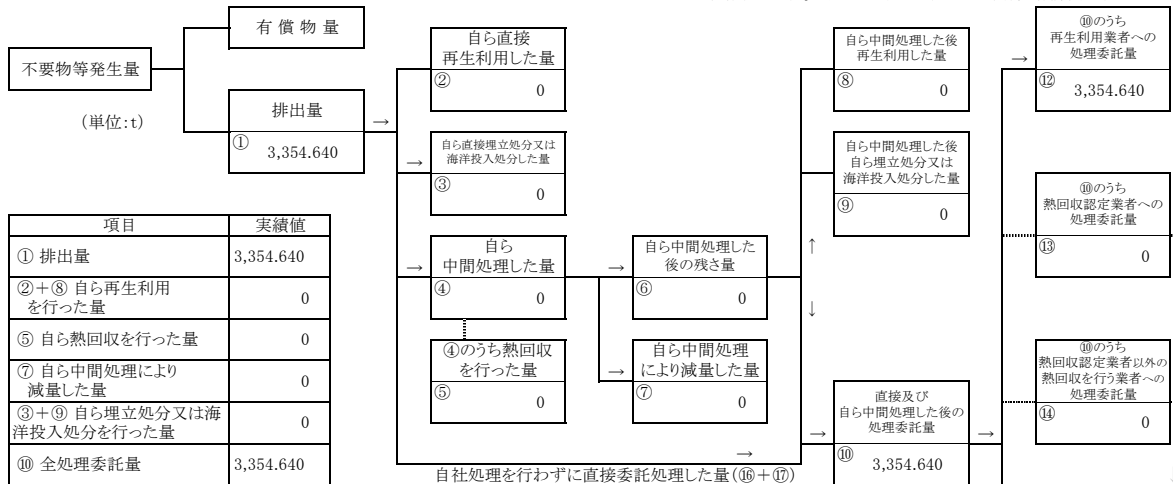 不要物等発生量
(単位:t)
有 償 物 量
排出量
① 3,354.640
→
自ら直接
再生利用した量
② 0
→
自ら直接埋立処分又は
海洋投入処分した量
③ 0
→
自ら
中間処理した量
④ 0
④のうち熱回収
を行った量
⑤ 0
→
自ら中間処理した
後の残さ量
⑥ 0
→
自ら中間処理
により減量した量
⑦ 0
自ら中間処理した後
再生利用した量
⑧ 0
→
自ら中間処理した後
自ら埋立処分又は
海洋投入処分した量
⑨ 0
↑
↓
→
直接及び
自ら中間処理した後の
処理委託量
⑩ 3,354.640
→
→
⑩のうち
再生利用業者への
処理委託量
⑫ 3,354.640
⑩のうち
熱回収認定業者への
処理委託量
⑬ 0
⑩のうち
熱回収認定業者以外の
熱回収を行う業者への
処理委託量
⑭ 0
→
自社処理を行わずに直接委託処理した量(⑯+⑰)
項目 実績値
① 排出量 3,354.640
②+⑧ 自ら再生利用
を行った量 0
⑤ 自ら熱回収を行った量 0
⑦ 自ら中間処理により
減量した量 0
③+⑨ 自ら埋立処分又は海
洋投入処分を行った量 0
⑩ 全処理委託量 3,354.640